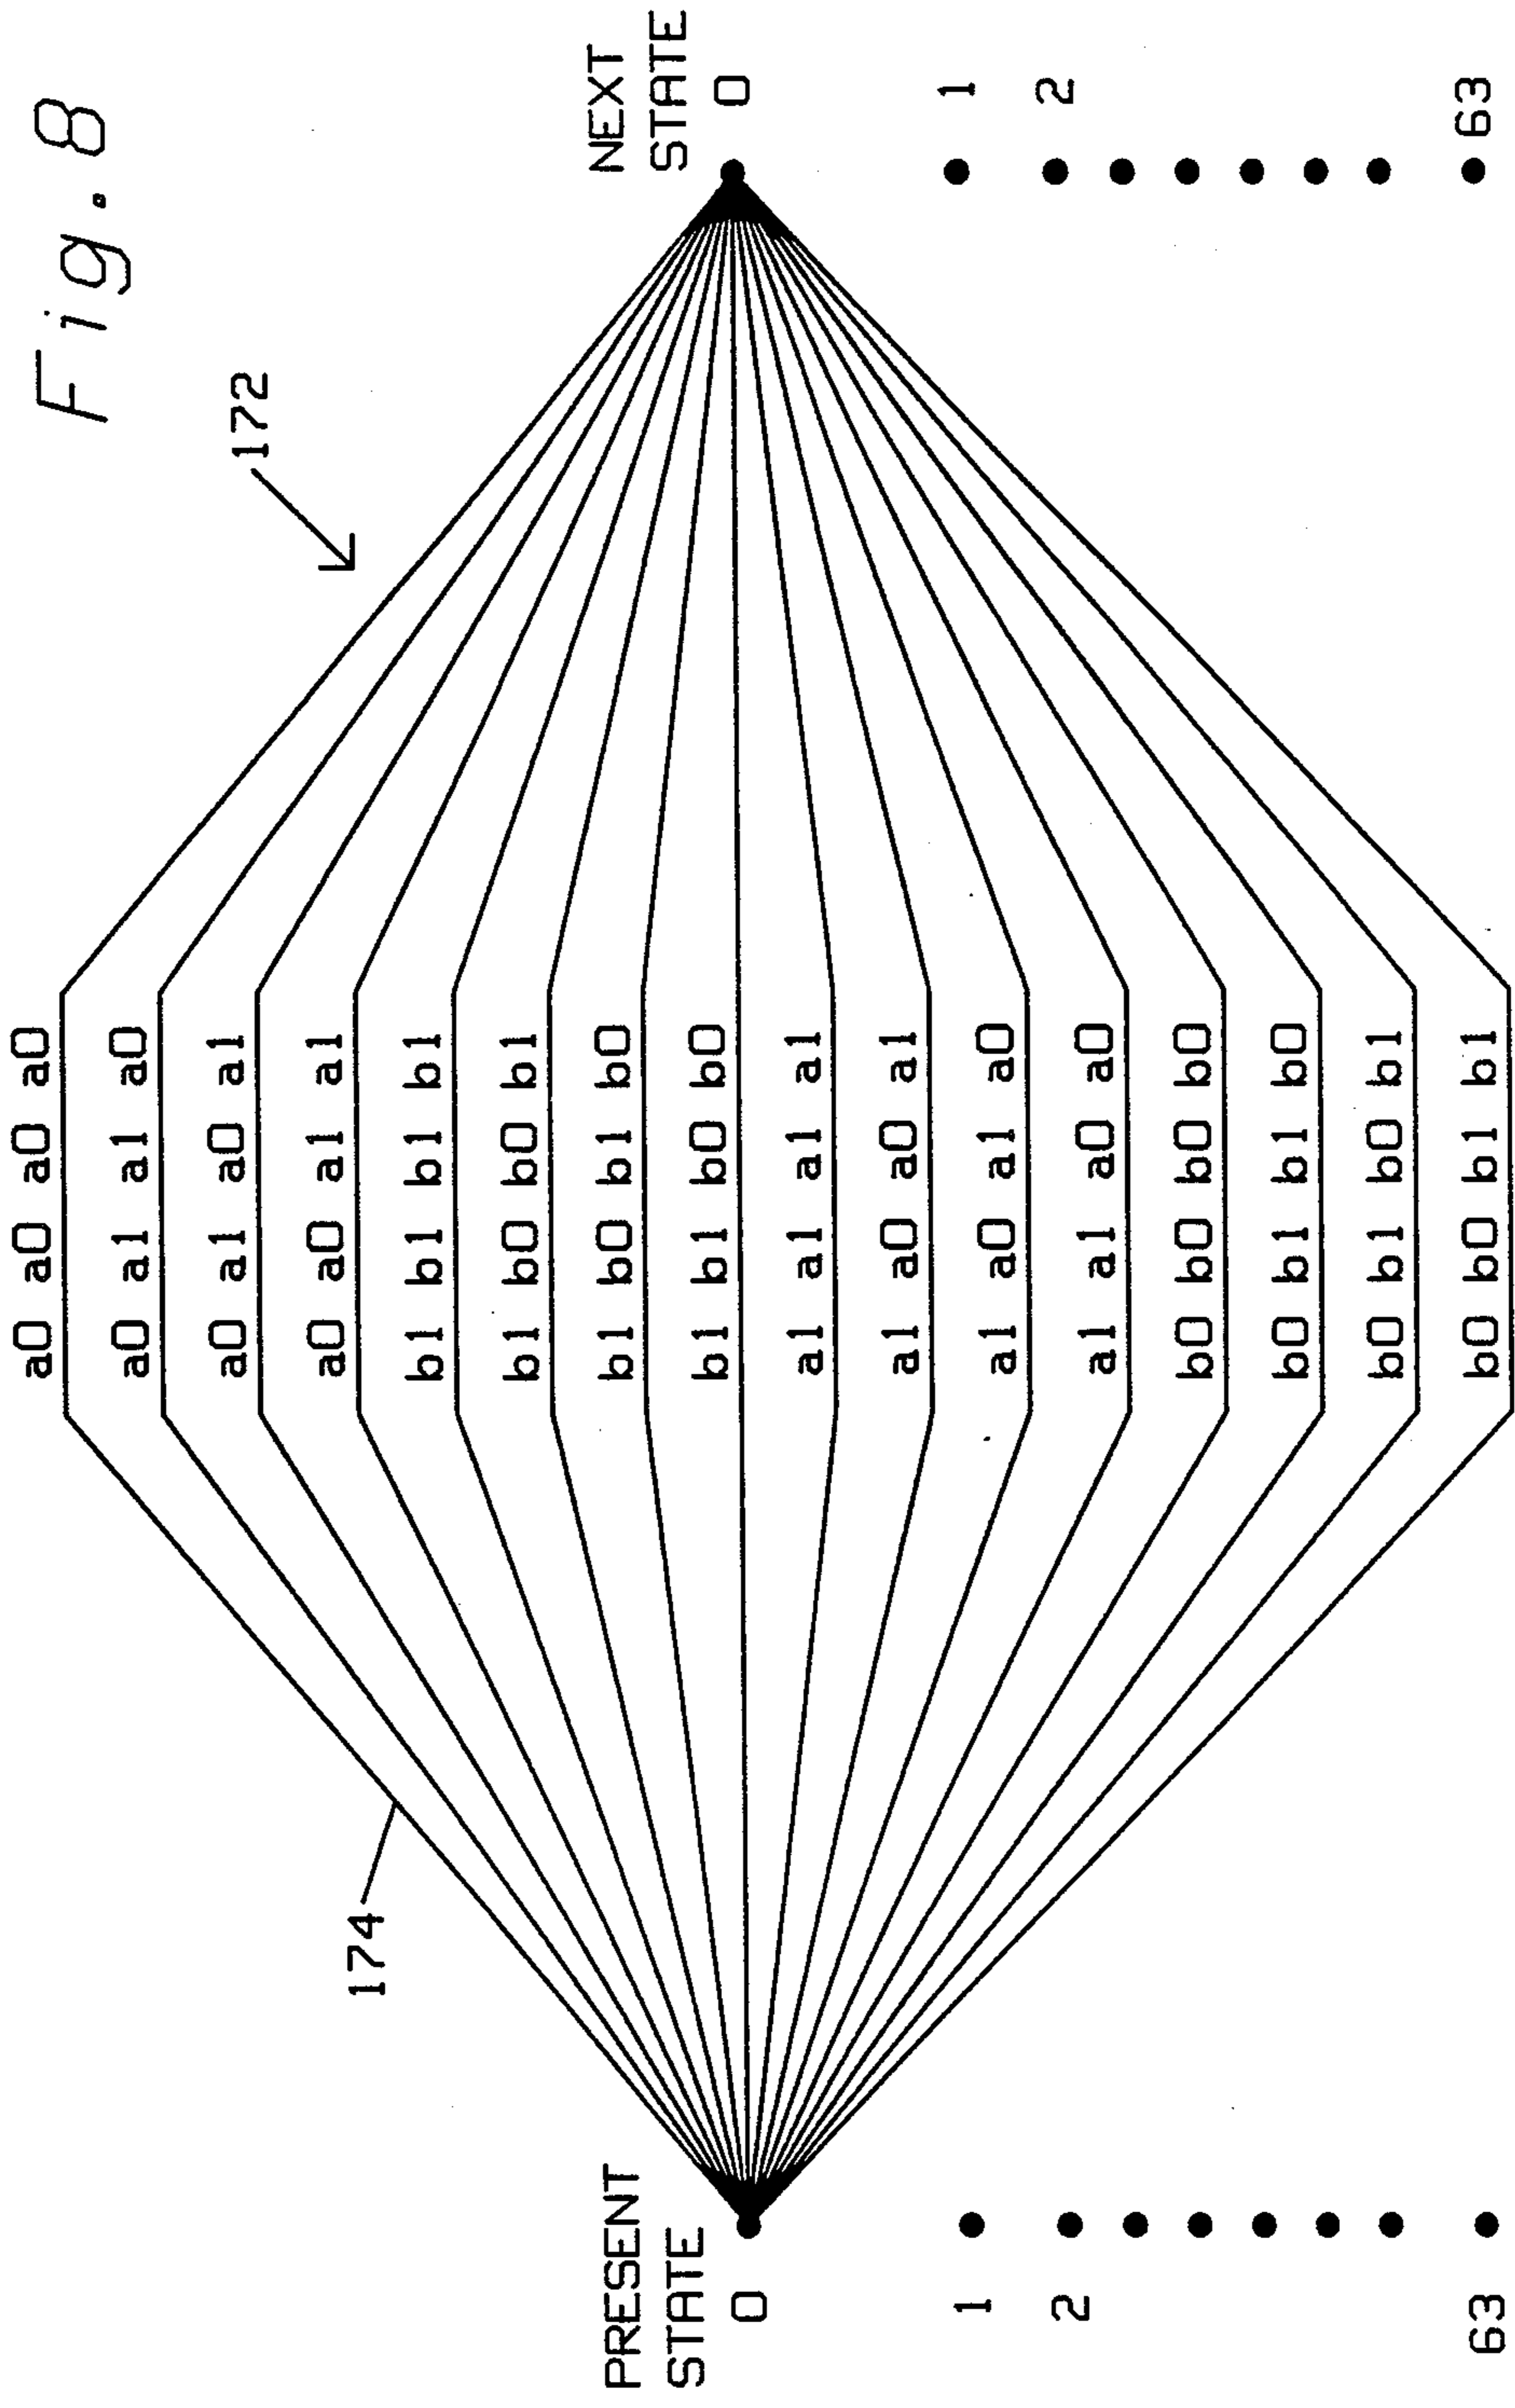 Fig. 8
172
174
PRESENT
STATE
0
1
2
63
a0 a0 a0 a0
a0 a1 a1 a0
a0 a1 a0 a1
a0 a0 a1 a1
b1 b1 b1 b1
b1 b0 b0 b1
b1 b0 b1 b0
b1 b1 b0 b0
a1 a1 a1 a1
a1 a0 a0 a1
a1 a0 a1 a0
a1 a1 a0 a0
b0 b0 b0 b0
b0 b1 b1 b0
b0 b1 b0 b1
b0 b0 b1 b1
NEXT
STATE
0
1
2
63